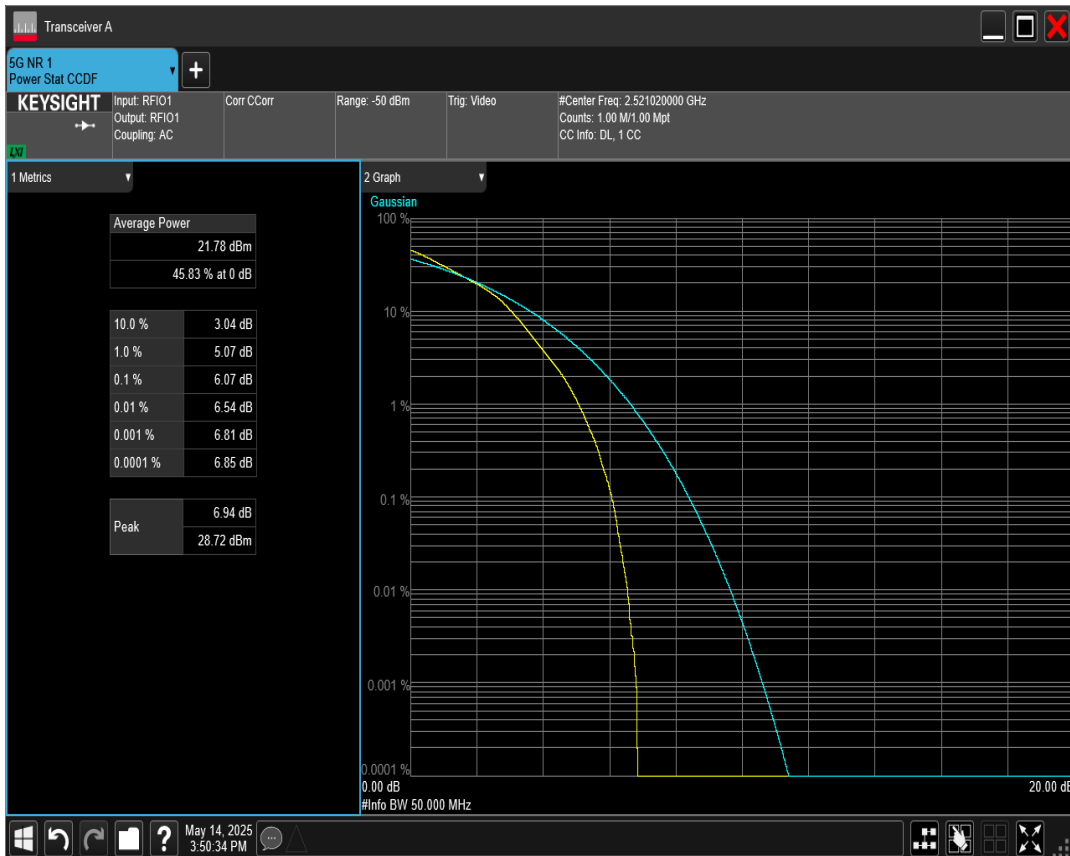 Transceiver A
5G NR 1
Power Stat CCDF
+
KEYSIGHT
LXI
Input: RFIO1
Output: RFIO1
Coupling: AC
Corr CCorr
Range: -50 dBm
Trig: Video
#Center Freq: 2.521020000 GHz
Counts: 1.00 M/1.00 Mpt
CC Info: DL, 1 CC
1 Metrics
Average Power
21.78 dBm
45.83 % at 0 dB
10.0 % 3.04 dB
1.0 % 5.07 dB
0.1 % 6.07 dB
0.01 % 6.54 dB
0.001 % 6.81 dB
0.0001 % 6.85 dB
Peak
6.94 dB
28.72 dBm
2 Graph
Gaussian
100 %
10 %
1 %
0.1 %
0.01 %
0.001 %
0.0001 %
0.00 dB 20.00 dB
#Info BW 50.000 MHz
?
May 14, 2025
3:50:34 PM